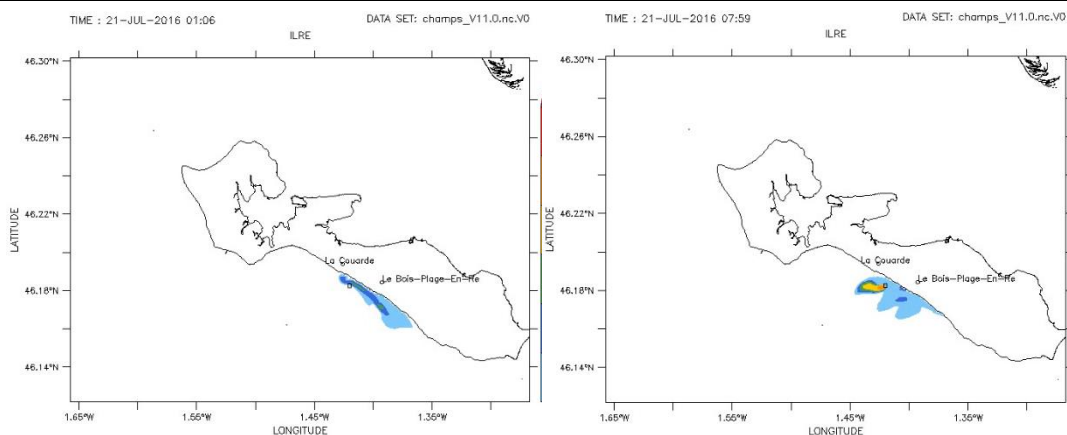 TIME : 21-JUL-2016 01:06
DATA SET: champs_V11.0.nc.V0
ILRE
46.30°N
46.26°N
46.22°N
46.18°N
46.14°N
LATITUDE
La Couarde
Le Bois-Plage-En-Re
1.65°W
1.55°W
1.45°W
1.35°W
LONGITUDE
TIME : 21-JUL-2016 07:59
DATA SET: champs_V11.0.nc.V0
ILRE
46.30°N
46.26°N
46.22°N
46.18°N
46.14°N
LATITUDE
La Couarde
Le Bois-Plage-En-Re
1.65°W
1.55°W
1.45°W
1.35°W
LONGITUDE